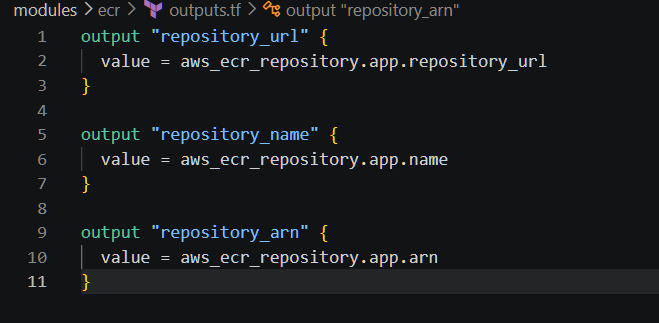 modules > ecr > outputs.tf > output "repository_arn"
1 output "repository_url" {
2   value = aws_ecr_repository.app.repository_url
3 }
4
5 output "repository_name" {
6   value = aws_ecr_repository.app.name
7 }
8
9 output "repository_arn" {
10   value = aws_ecr_repository.app.arn
11 }